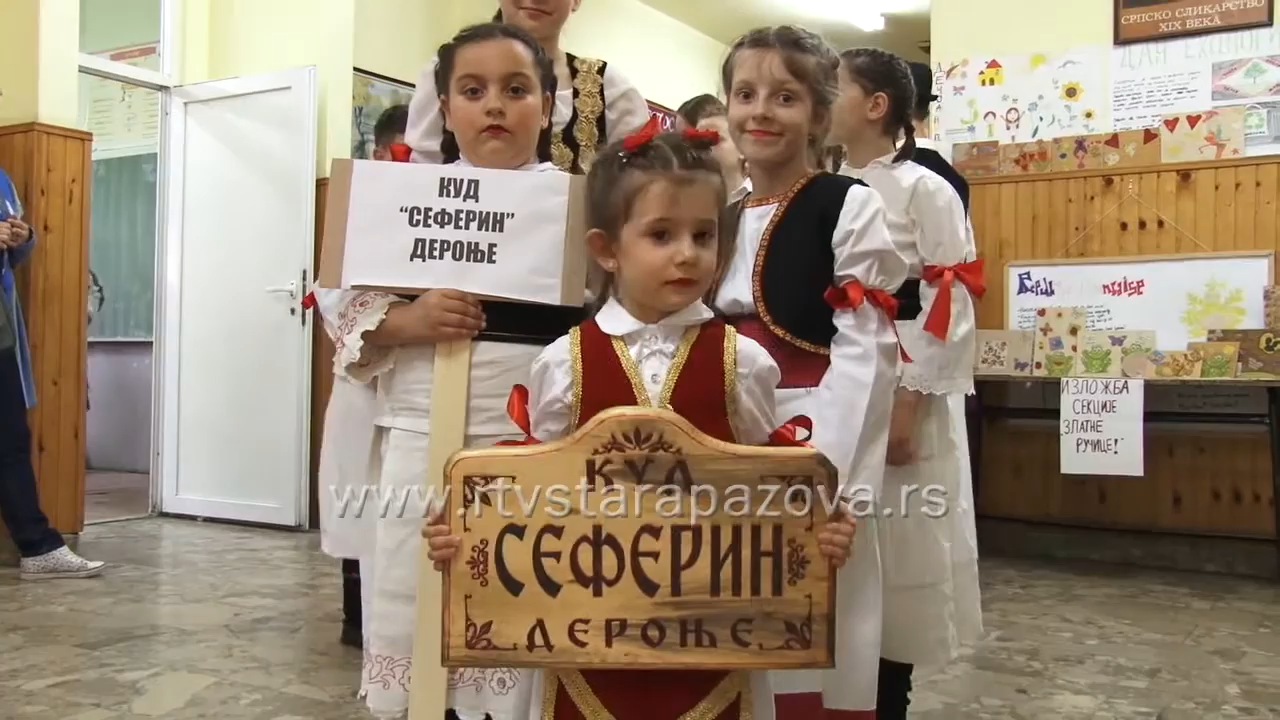 СРПСКО СЛИКАРСТВО
XIX ВЕКА
КУД
"СЕФЕРИН"
ДЕРОЊЕ
КУД
www.rtvstarapazova.rs
СЕФЕРИН
ДЕРОЊЕ
ИЗЛОЖБА
СЕКЦИЈЕ
"ЗЛАТНЕ
РУЧИЦЕ!"